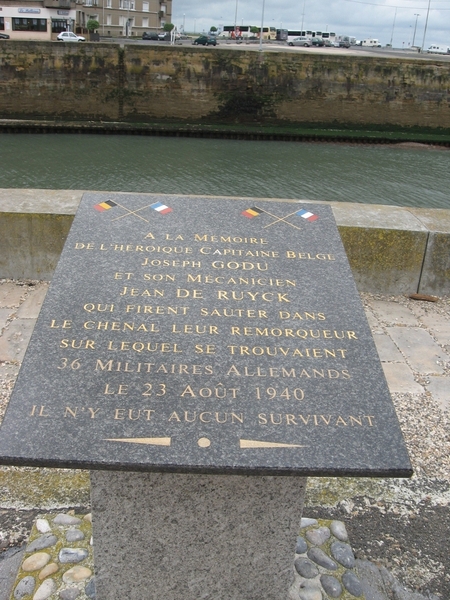 A LA MEMOIRE
DE L'HEROIQUE CAPITAINE BELGE
JOSEPH GODU
ET SON MECANICIEN
JEAN DE RUYCK
QUI FIRENT SAUTER DANS
LE CHENAL LEUR REMORQUEUR
SUR LEQUEL SE TROUVAIENT
36 MILITAIRES ALLEMANDS
LE 23 AOÛT 1940
IL N'Y EUT AUCUN SURVIVANT